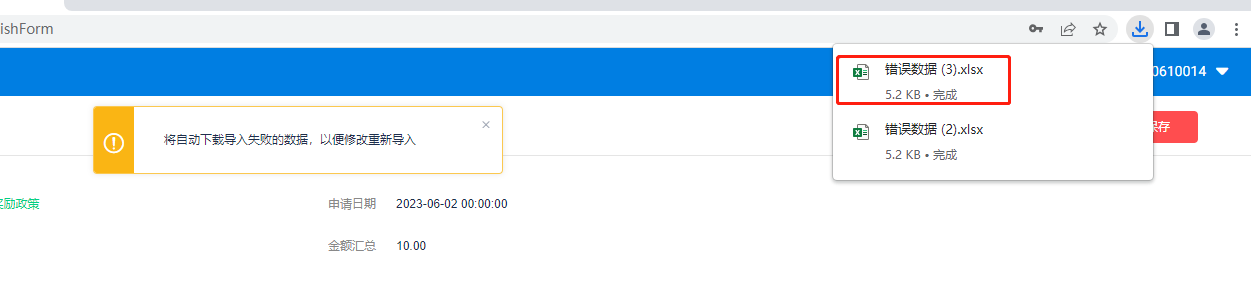 ishForm
错误数据 (3).xlsx
5.2 KB • 完成
0610014
错误数据 (2).xlsx
5.2 KB • 完成
保存
将自动下载导入失败的数据，以便修改重新导入
奖励政策
申请日期 2023-06-02 00:00:00
金额汇总 10.00